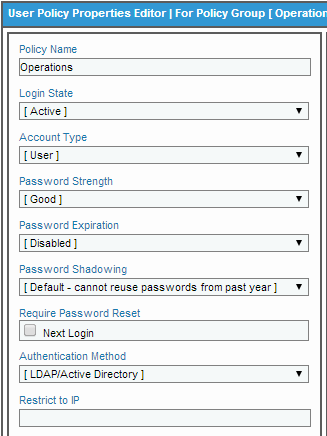 User Policy Properties Editor | For Policy Group [ Operation
Policy Name
Operations
Login State
[ Active ]
Account Type
[ User ]
Password Strength
[ Good ]
Password Expiration
[ Disabled ]
Password Shadowing
[ Default - cannot reuse passwords from past year ]
Require Password Reset
Next Login
Authentication Method
[ LDAP/Active Directory ]
Restrict to IP